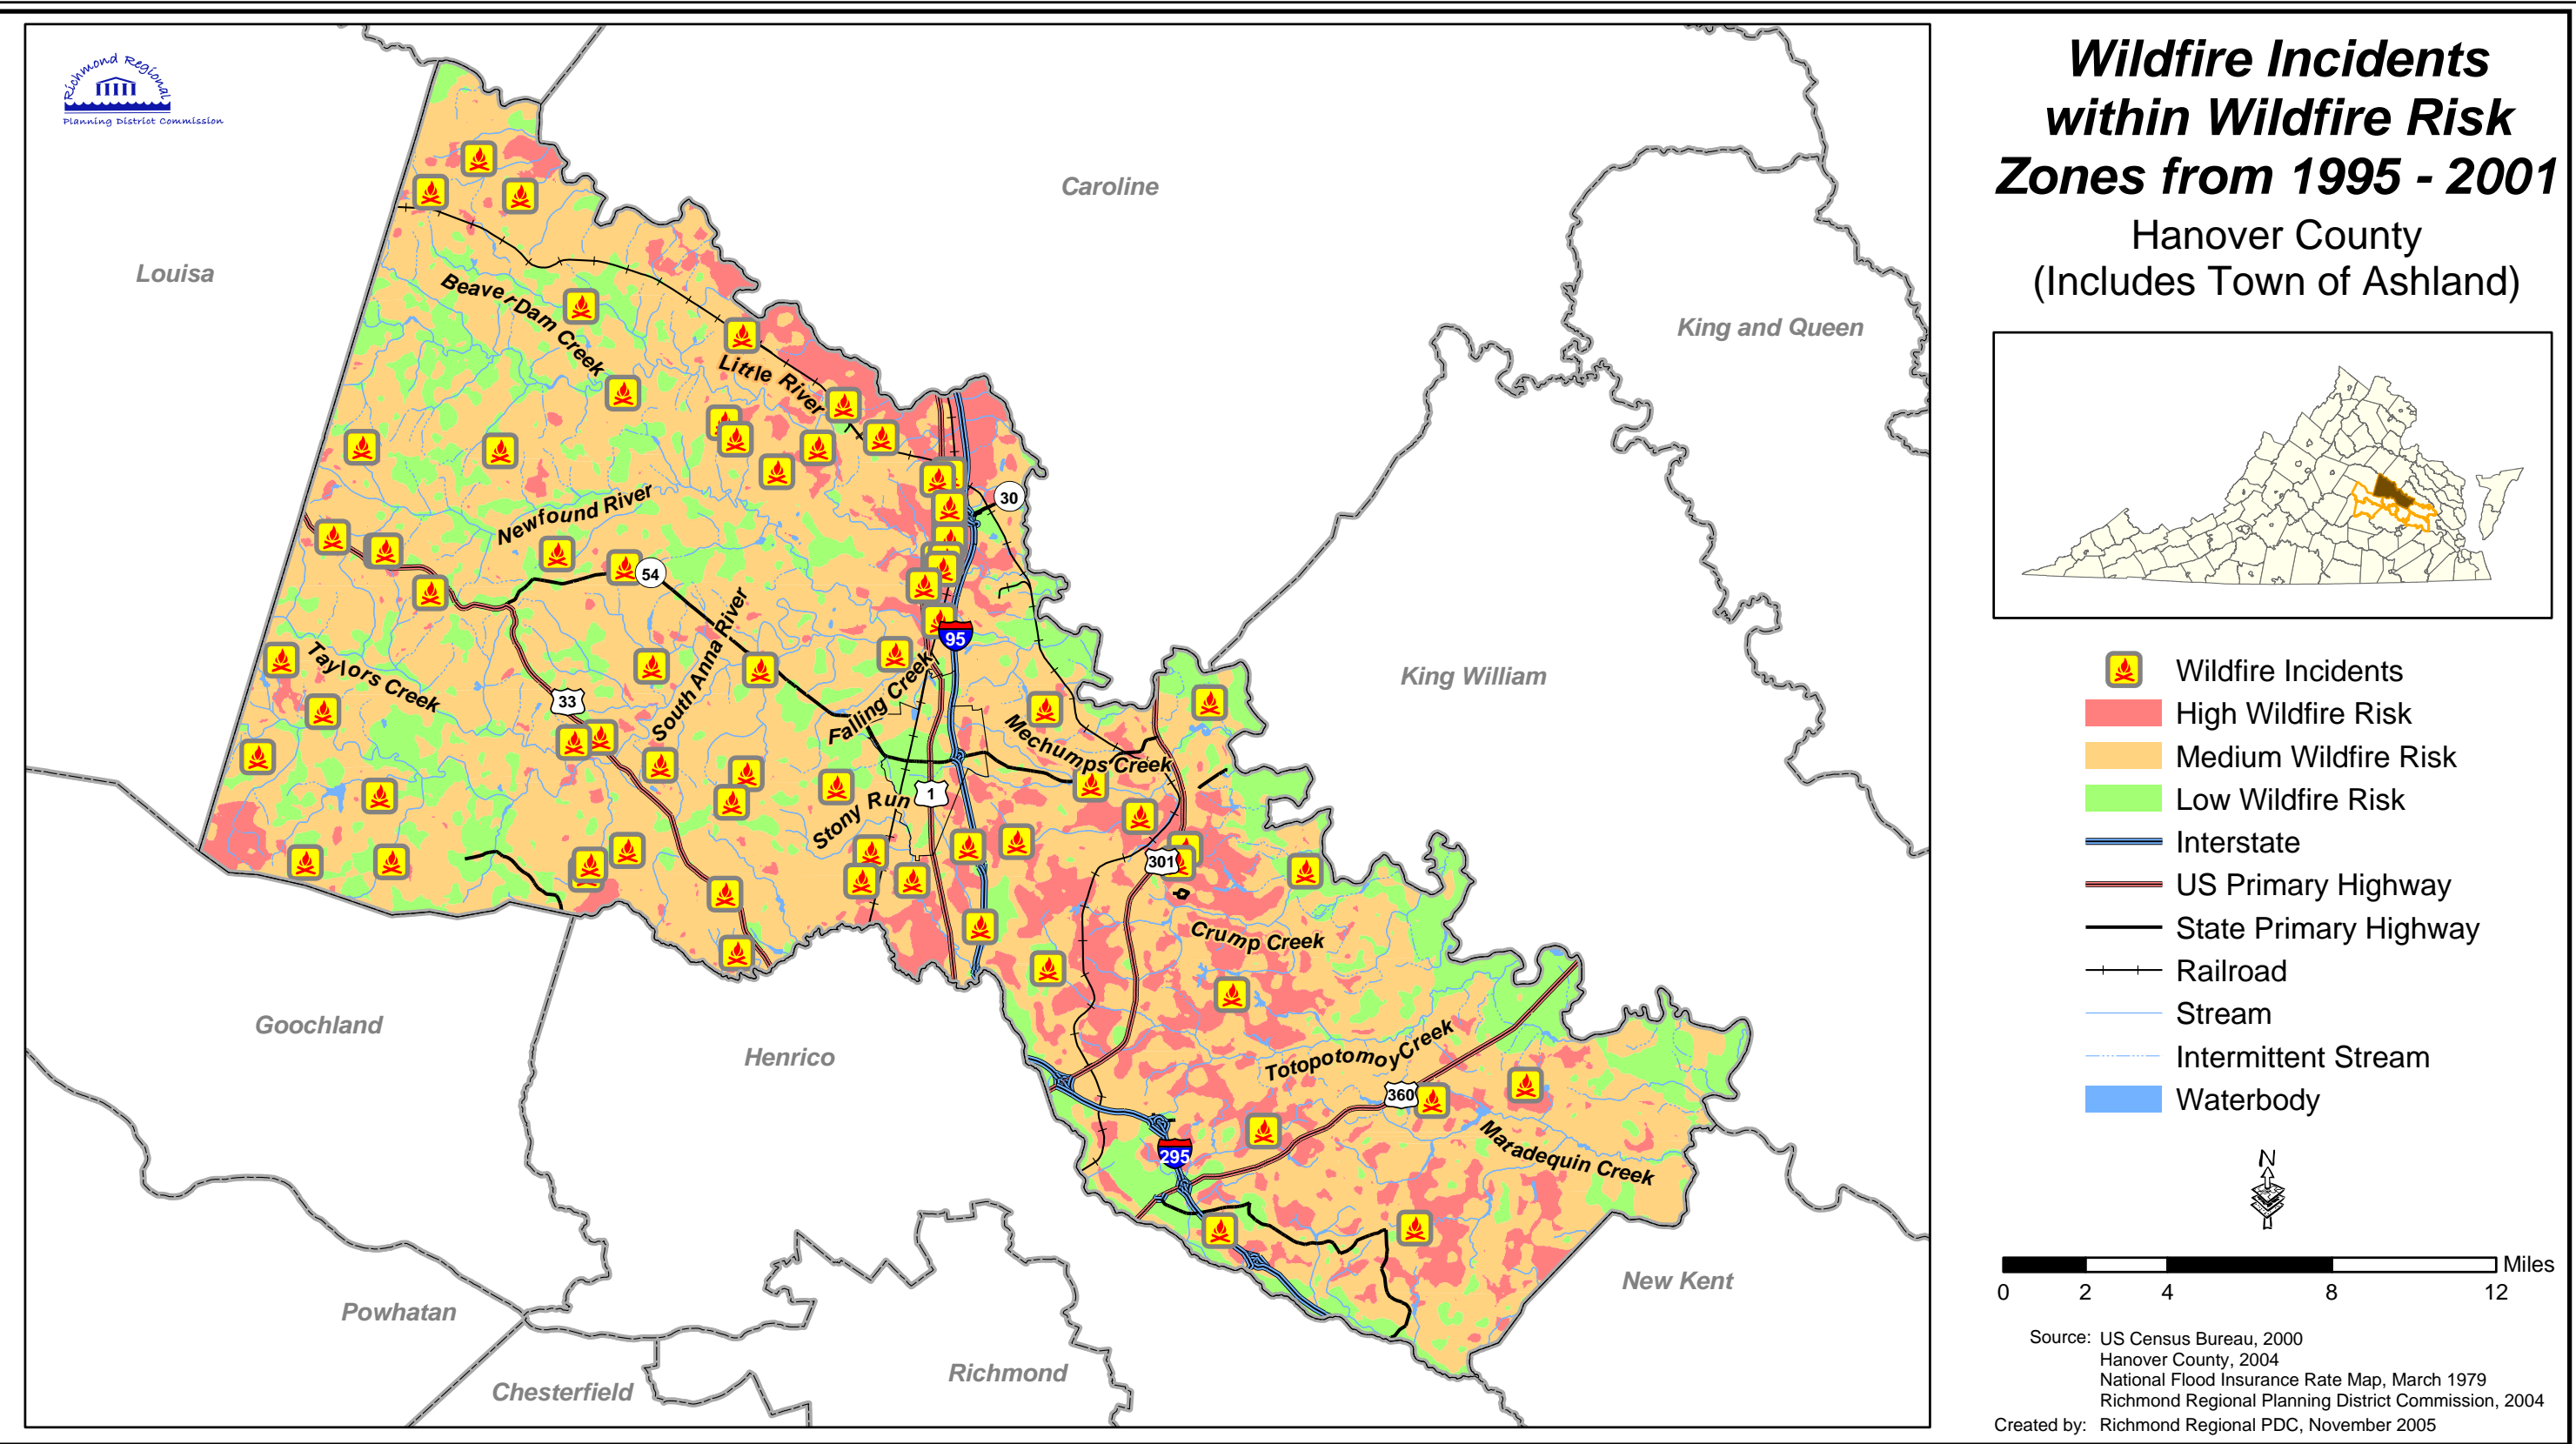 Richmond Regional
Planning District Commission
Wildfire Incidents
within Wildfire Risk
Zones from 1995 - 2001
Hanover County
(Includes Town of Ashland)
Caroline
Louisa
King and Queen
Beaver Dam Creek
Little River
30
Newfound River
54
95
South Anna River
Taylors Creek
33
Falling Creek
King William
Mechumps Creek
Stony Run
1
301
Crump Creek
Goochland
Henrico
Totopotomoy Creek
360
Matadequin Creek
295
New Kent
Powhatan
Richmond
Chesterfield
Wildfire Incidents
High Wildfire Risk
Medium Wildfire Risk
Low Wildfire Risk
Interstate
US Primary Highway
State Primary Highway
Railroad
Stream
Intermittent Stream
Waterbody
N
Miles
0 2 4 8 12
Source: US Census Bureau, 2000
Hanover County, 2004
National Flood Insurance Rate Map, March 1979
Richmond Regional Planning District Commission, 2004
Created by: Richmond Regional PDC, November 2005